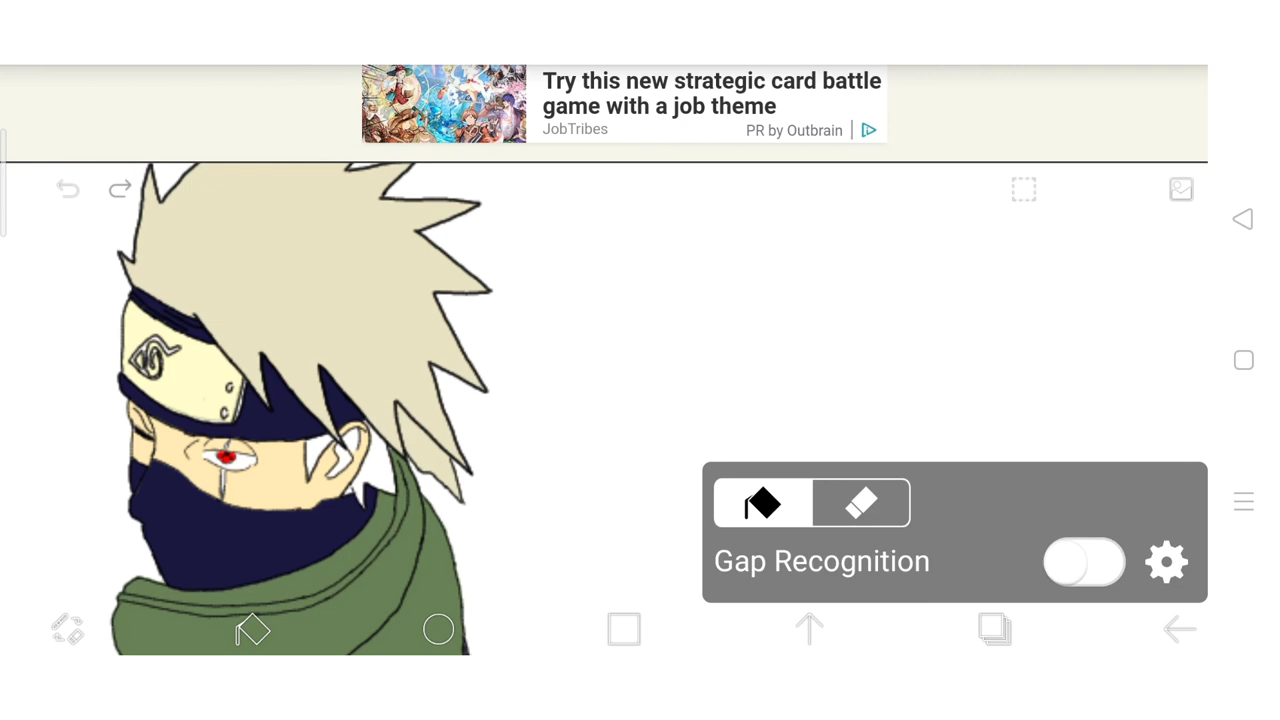 Try this new strategic card battle
game with a job theme
JobTribes
PR by Outbrain
Gap Recognition